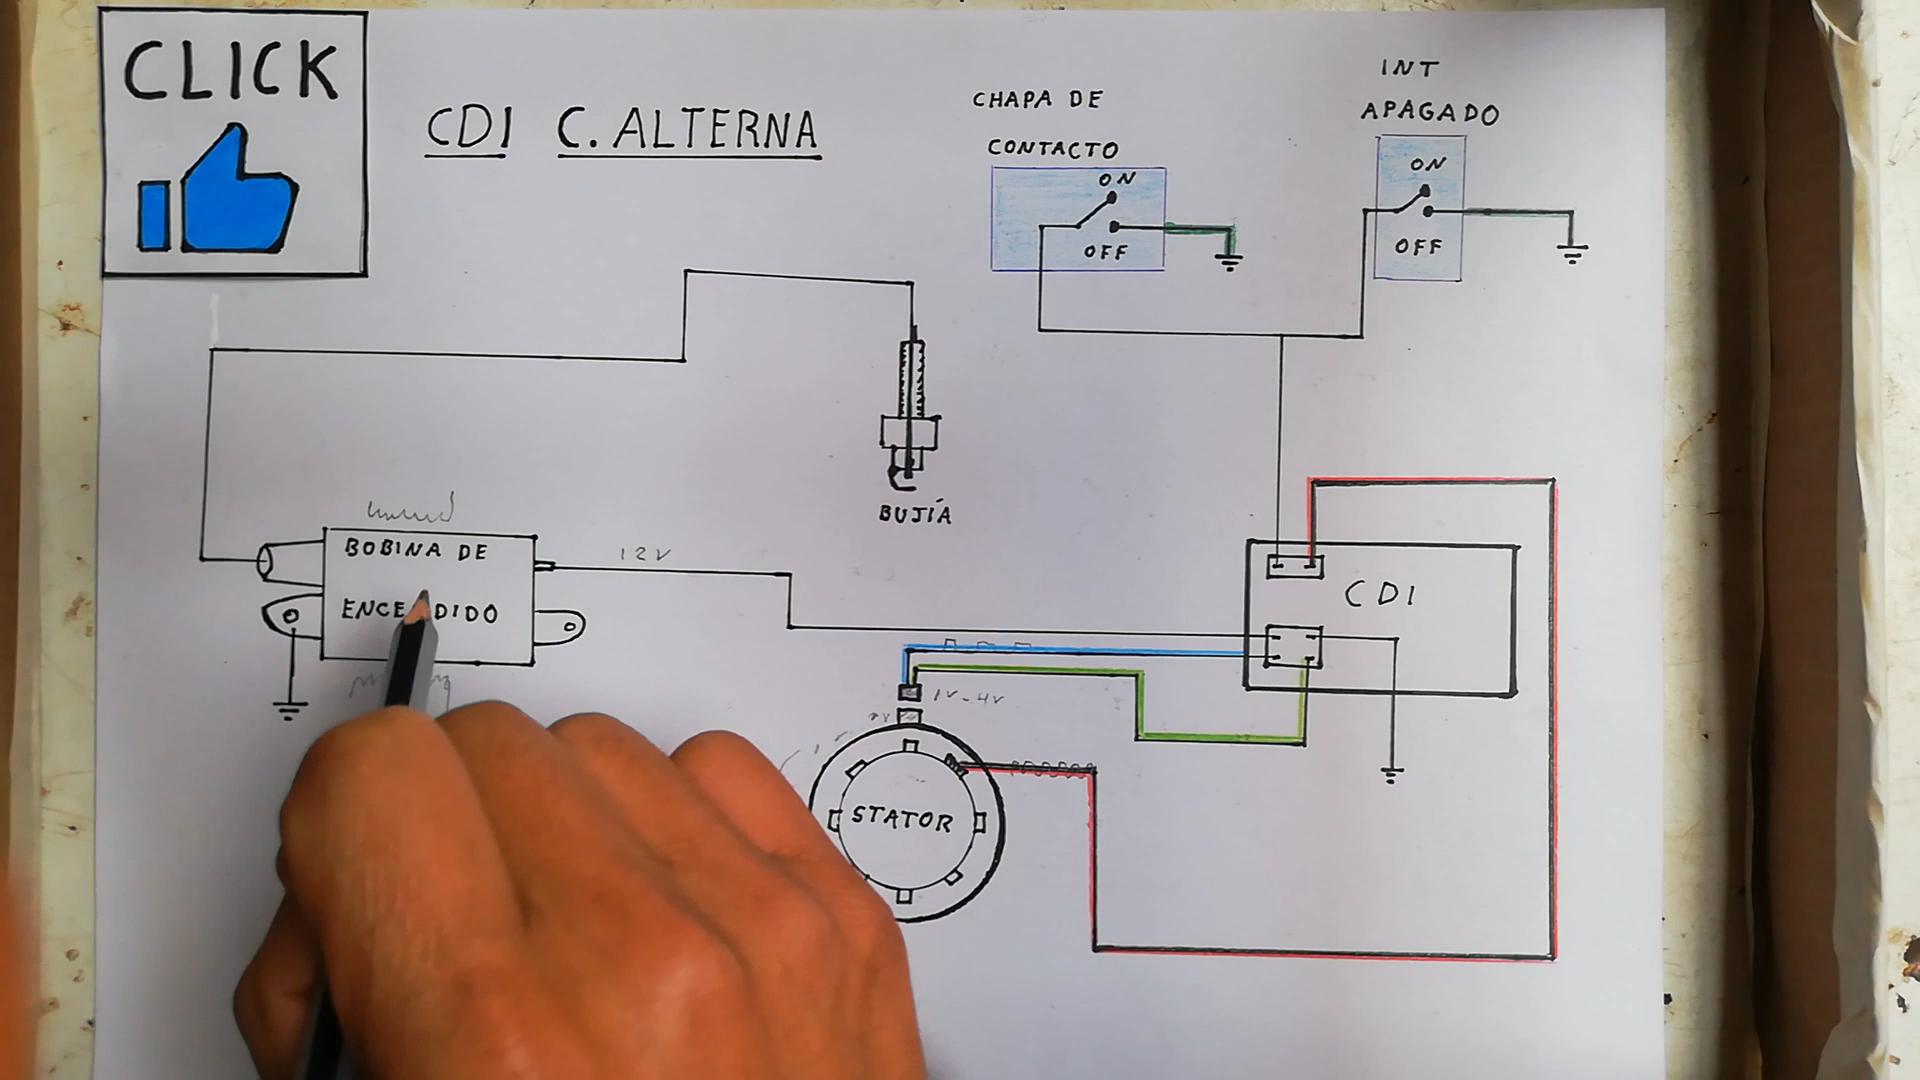 CLICK
CDI C. ALTERNA
CHAPA DE
CONTACTO
ON
OFF
INT
APAGADO
ON
OFF
BUJÍA
BOBINA DE
ENCENDIDO
12V
CDI
1V-4V
STATOR